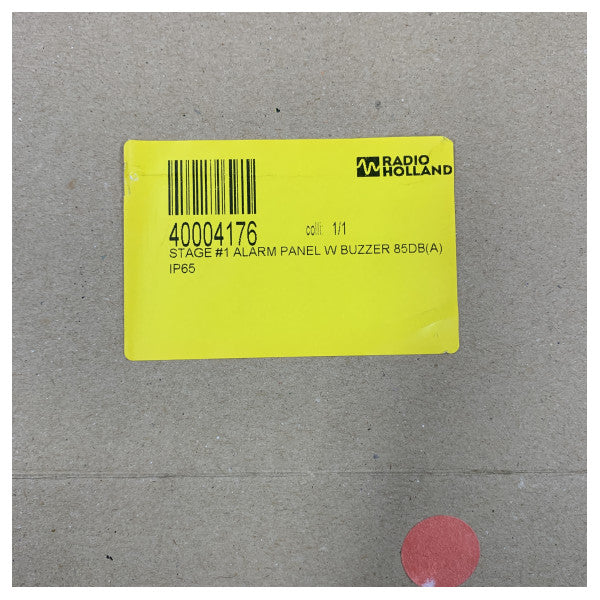 RADIO
HOLLAND
40004176 colli: 1/1
STAGE #1 ALARM PANEL W BUZZER 85DB(A)
IP65